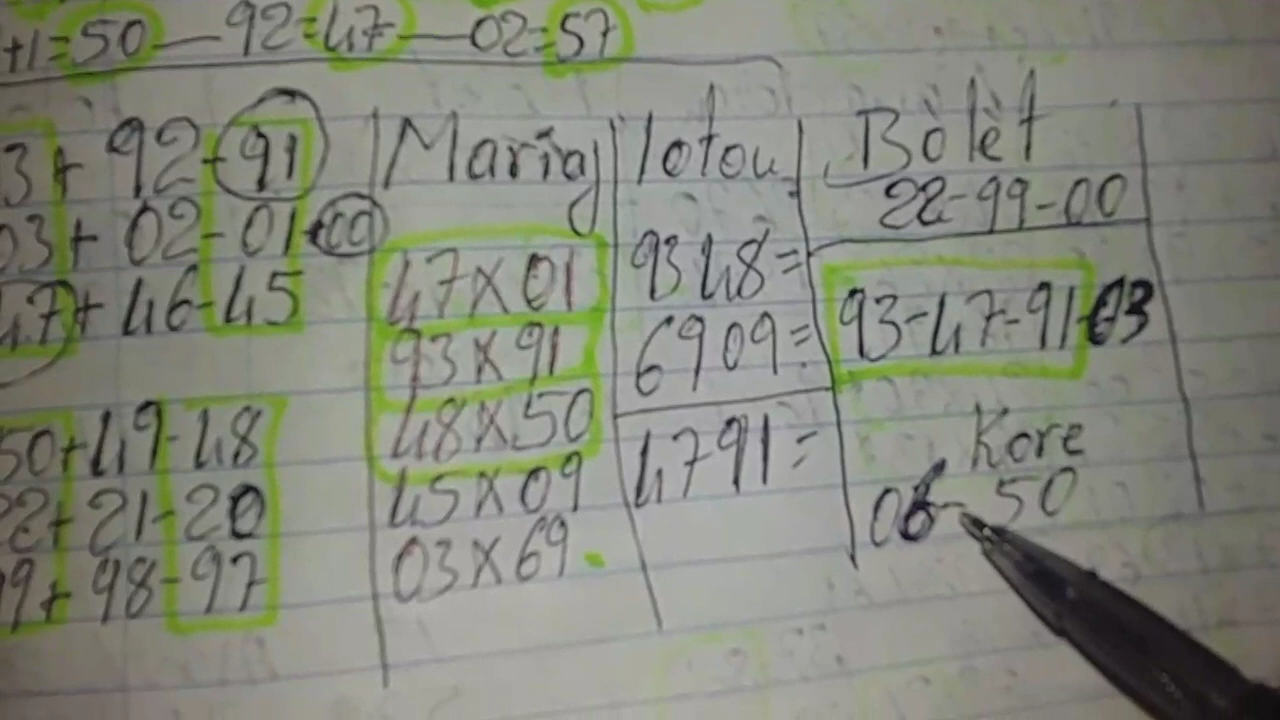 +1=50—92=47—02=57
3+ 92-91
03+ 02-01+00
47+ 46-45
50+49-48
22+21-20
99+98-97
Mariaj
47X01
93X91
48X50
45X09
03X69.
lotou
9348=
6909=
4791=
Bòlèt
22-99-00
93-47-91-03
Kore
06-50